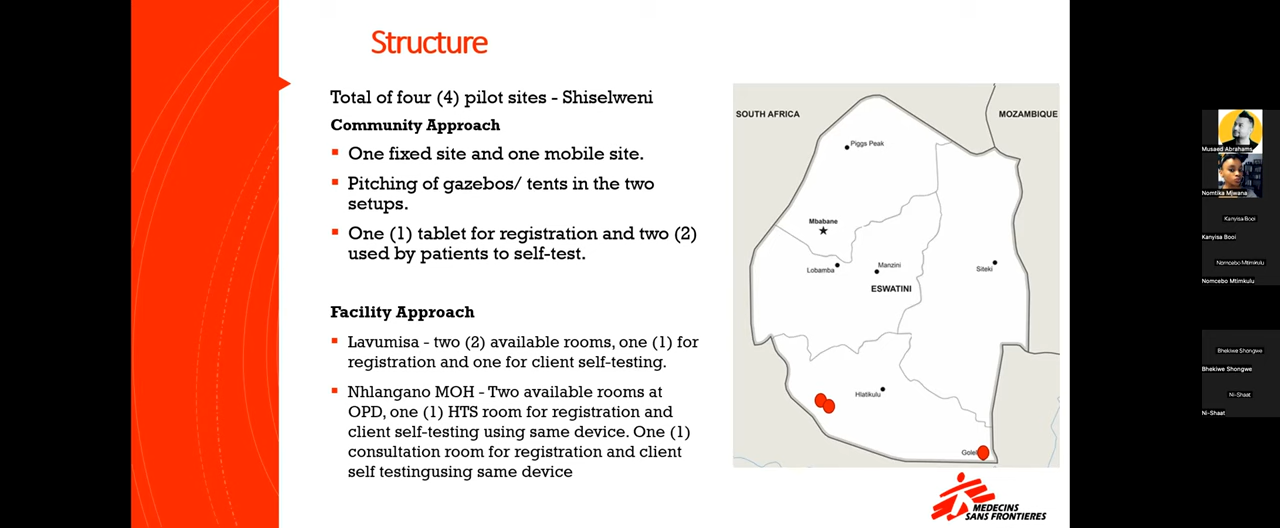 Structure
Total of four (4) pilot sites - Shiselweni
Community Approach
One fixed site and one mobile site.
Pitching of gazebos/ tents in the two
setups.
One (1) tablet for registration and two (2)
used by patients to self-test.
Facility Approach
Lavumisa - two (2) available rooms, one (1) for
registration and one for client self-testing.
Nhlangano MOH - Two available rooms at
OPD, one (1) HTS room for registration and
client self-testing using same device. One (1)
consultation room for registration and client
self testingusing same device
SOUTH AFRICA
MOZAMBIQUE
Piggs Peak
Mbabane
Lobamba
Manzini
Siteki
ESWATINI
Hlatikulu
Golel
MEDECINS
SANS FRONTIERES
Musaed Abrahams
Nomtika Mjwana
Kanyisa Booi
Kanyisa Booi
Nomcebo Mtimkulu
Nomcebo Mtimkulu
Bhekiwe Shongwe
Bhekiwe Shongwe
Ni-Shaat
Ni-Shaat